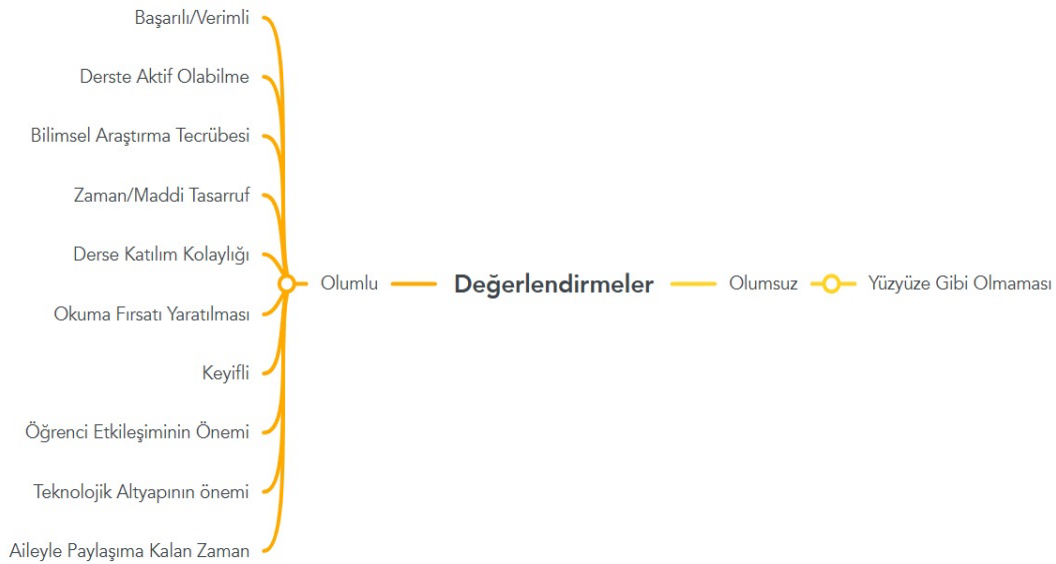 Başarılı/Verimli
Derste Aktif Olabilme
Bilimsel Araştırma Tecrübesi
Zaman/Maddi Tasarruf
Derse Katılım Kolaylığı
Okuma Fırsatı Yaratılması
Keyifli
Öğrenci Etkileşiminin Önemi
Teknolojik Altyapının önemi
Aileyle Paylaşıma Kalan Zaman
Olumlu
Değerlendirmeler
Olumsuz
Yüzyüze Gibi Olmaması